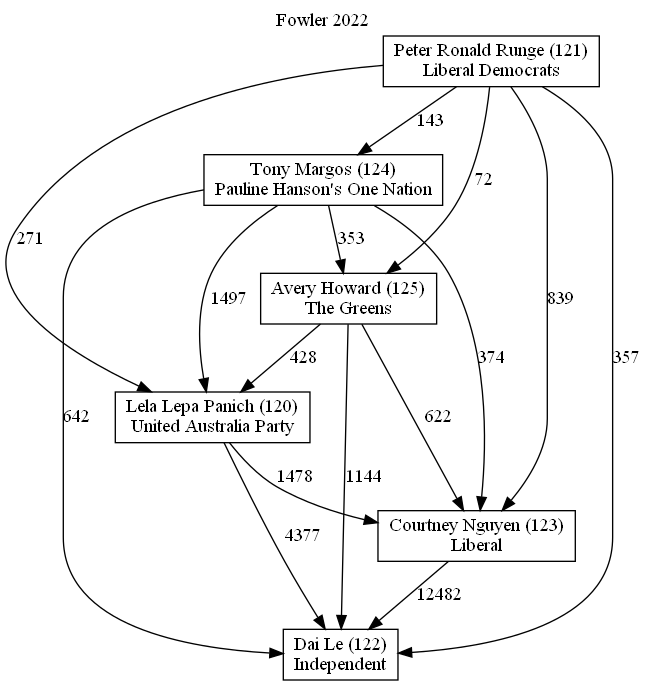 Fowler 2022
Peter Ronald Runge (121)
Liberal Democrats
143
Tony Margos (124)
Pauline Hanson's One Nation
72
271
353
1497
839
Avery Howard (125)
The Greens
428
374
357
642
Lela Lepa Panich (120)
United Australia Party
622
1478
1144
4377
Courtney Nguyen (123)
Liberal
12482
Dai Le (122)
Independent